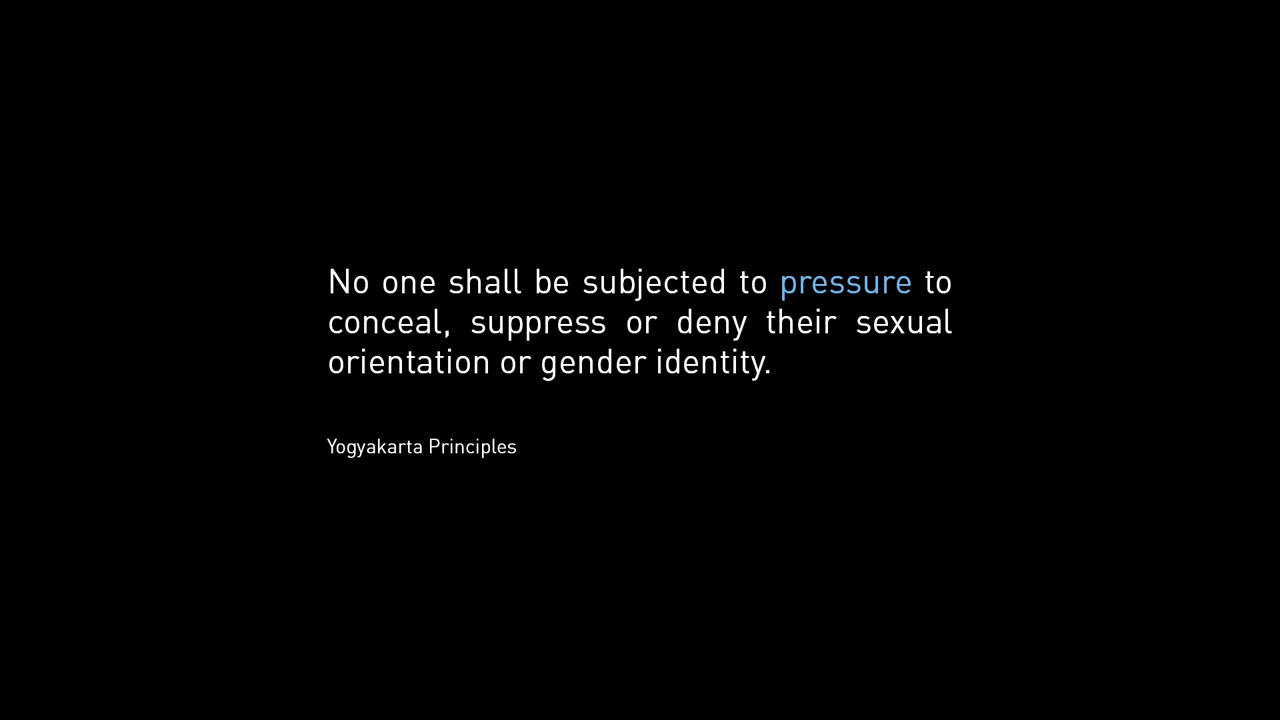 No one shall be subjected to pressure to
conceal, suppress or deny their sexual
orientation or gender identity.
Yogyakarta Principles